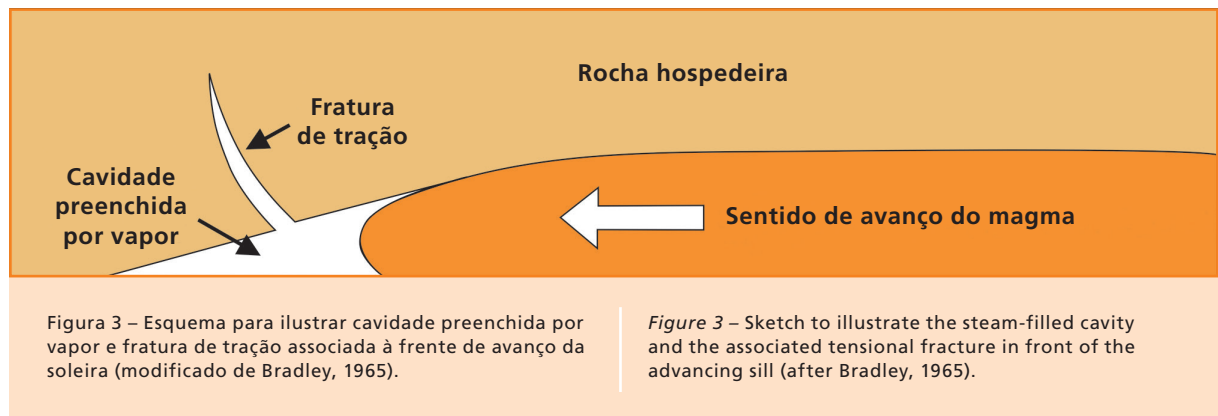 Rocha hospedeira
Fratura
de tração
Cavidade
preenchida
por vapor
Sentido de avanço do magma
Figura 3 – Esquema para ilustrar cavidade preenchida por
vapor e fratura de tração associada à frente de avanço da
soleira (modificado de Bradley, 1965).
Figure 3 – Sketch to illustrate the steam-filled cavity
and the associated tensional fracture in front of the
advancing sill (after Bradley, 1965).